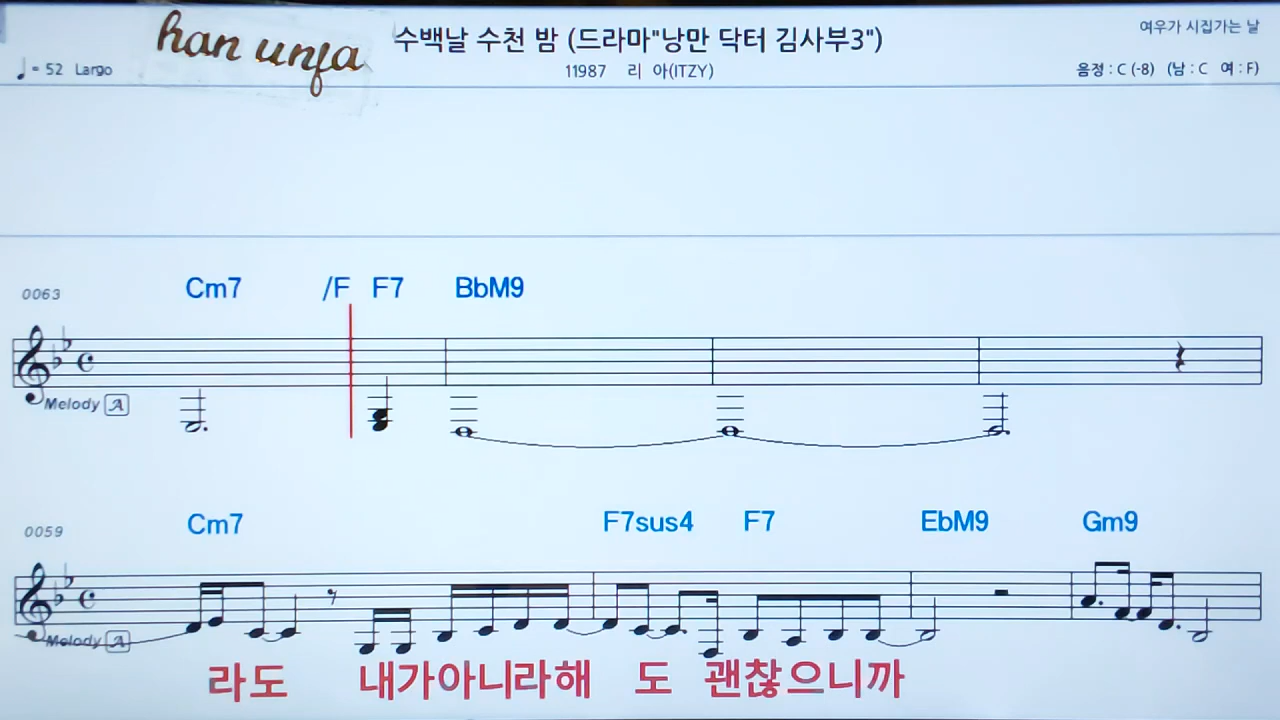 han unja
수백날 수천 밤 (드라마"낭만 닥터 김사부3")
여우가 시집가는 날
♩= 52 Largo
11987 리 아(ITZY)
음정 : C (-8) (남 : C 여 : F)
Cm7 /F F7 BbM9
0063
Melody A
Cm7 F7sus4 F7 EbM9 Gm9
0059
Melody A
라도 내가아니라해 도 괜찮으니까